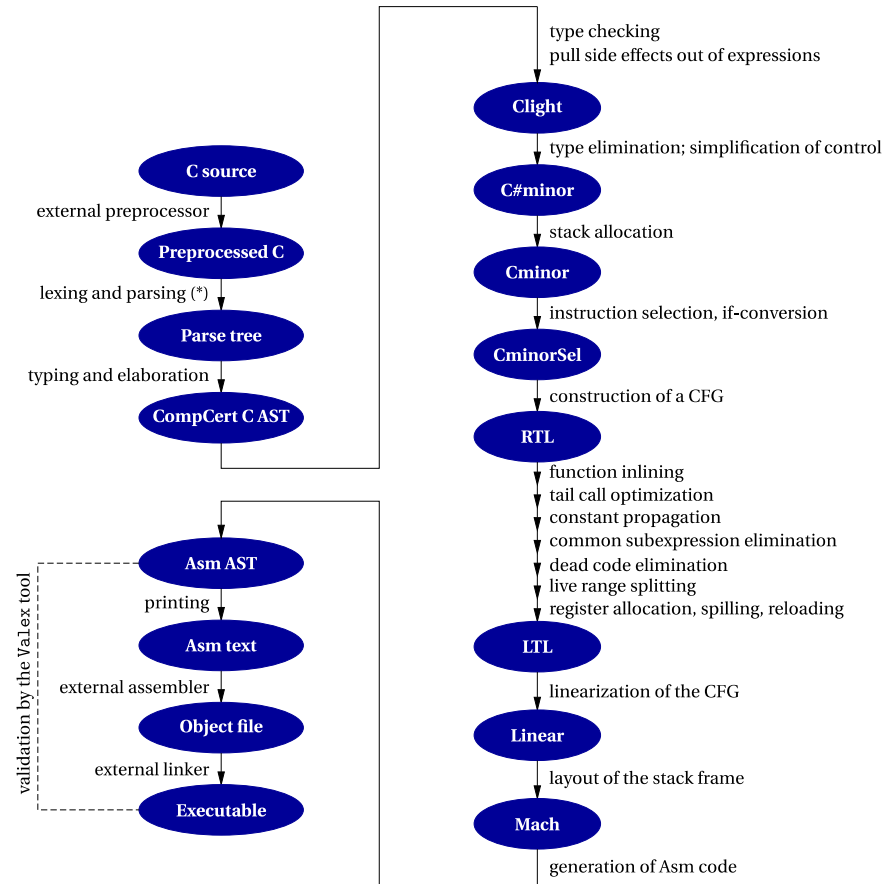 C source
external preprocessor
Preprocessed C
lexing and parsing (*)
Parse tree
typing and elaboration
CompCert C AST
type checking
pull side effects out of expressions
Clight
type elimination; simplification of control
C#minor
stack allocation
Cminor
instruction selection, if-conversion
CminorSel
construction of a CFG
RTL
function inlining
tail call optimization
constant propagation
common subexpression elimination
dead code elimination
live range splitting
register allocation, spilling, reloading
LTL
linearization of the CFG
Linear
layout of the stack frame
Mach
generation of Asm code
Asm AST
printing
Asm text
external assembler
Object file
external linker
Executable
validation by the Valex tool